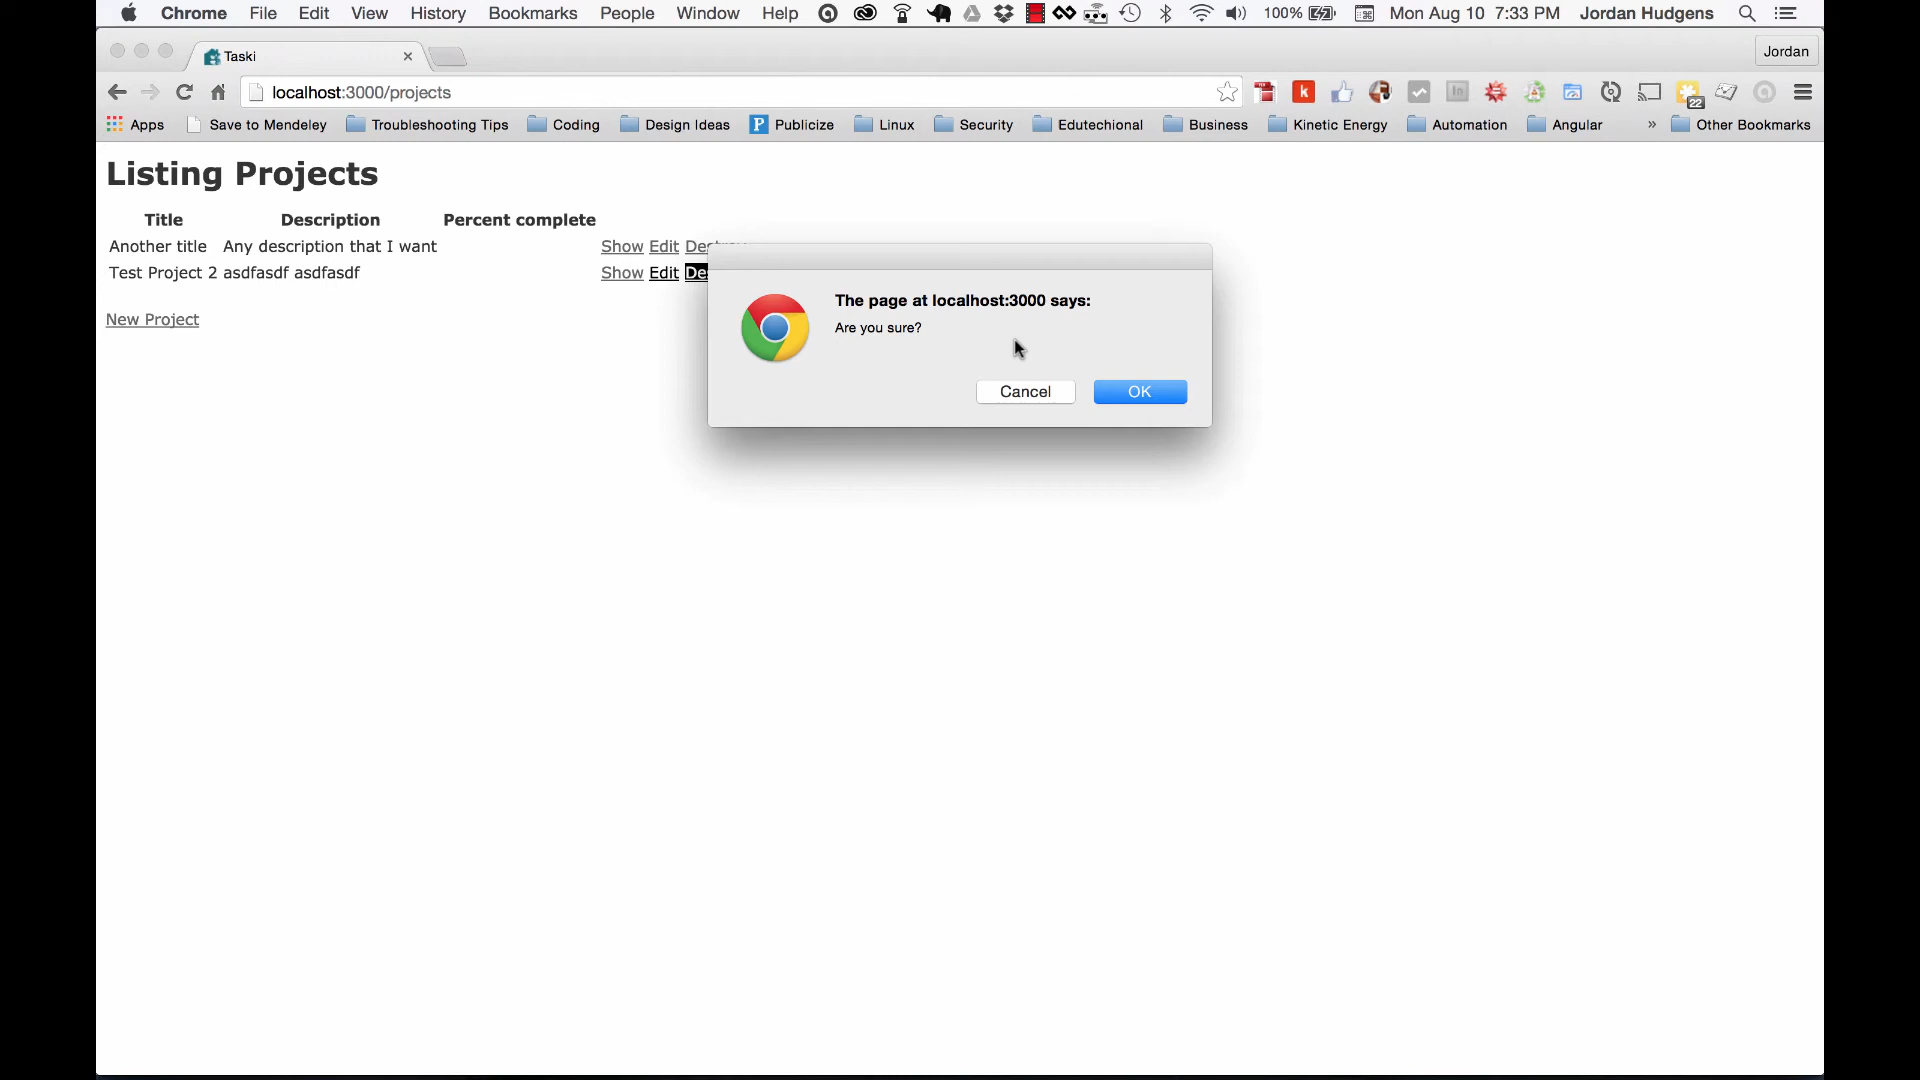 Chrome File Edit View History Bookmarks People Window Help 100% Mon Aug 10 7:33 PM Jordan Hudgens
Taski Jordan
localhost:3000/projects k In 22
Apps Save to Mendeley Troubleshooting Tips Coding Design Ideas P Publicize Linux Security Edutechional Business Kinetic Energy Automation Angular » Other Bookmarks
Listing Projects
Title Description Percent complete
Another title Any description that I want Show Edit Destroy
Test Project 2 asdfasdf asdfasdf Show Edit De
New Project
The page at localhost:3000 says:
Are you sure?
Cancel OK